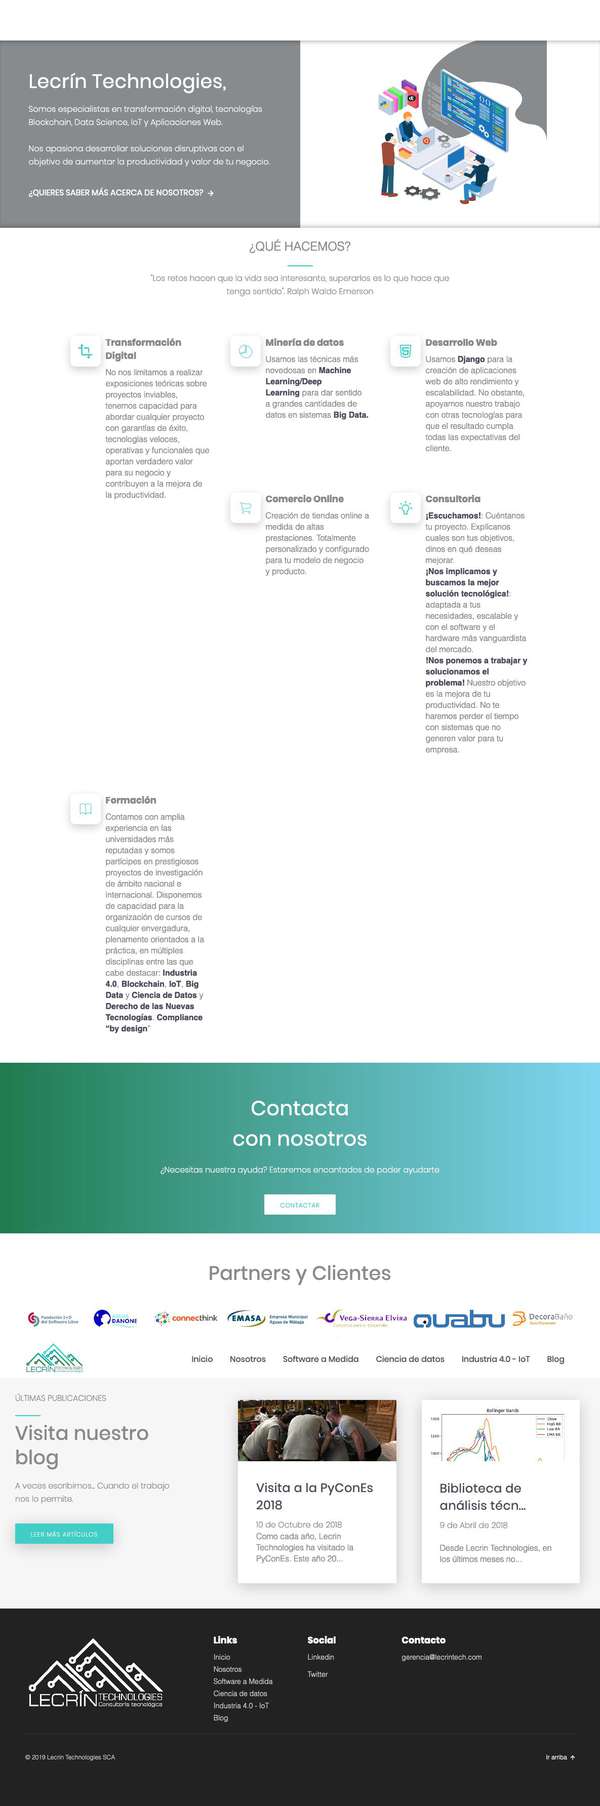 Lecrín Technologies,
Somos especialistas en transformación digital, tecnologías
Blockchain, Data Science, IoT y Aplicaciones Web.
Nos apasiona desarrollar soluciones disruptivas con el
objetivo de aumentar la productividad y valor de tu negocio.
¿QUIERES SABER MÁS ACERCA DE NOSOTROS? →
¿QUÉ HACEMOS?
"Los retos hacen que la vida sea interesante, superarlos es lo que hace que
tenga sentido". Ralph Waldo Emerson
Transformación
Digital
No nos limitamos a realizar
exposiciones teóricas sobre
proyectos inviables,
tenemos capacidad para
abordar cualquier proyecto
con garantías de éxito,
tecnologías veloces,
operativas y funcionales que
aportan verdadero valor
para su negocio y
contribuyen a la mejora de
la productividad.
Minería de datos
Usamos las técnicas más
novedosas en Machine
Learning/Deep
Learning para dar sentido
a grandes cantidades de
datos en sistemas Big Data.
Desarrollo Web
Usamos Django para la
creación de aplicaciones
web de alto rendimiento y
escalabilidad. No obstante,
apoyamos nuestro trabajo
con otras tecnologías para
que el resultado cumpla
todas las expectativas del
cliente.
Comercio Online
Creación de tiendas online a
medida de altas
prestaciones. Totalmente
personalizado y configurado
para tu modelo de negocio
y producto.
Consultoria
¡Escuchamos!: Cuéntanos
tu proyecto. Explícanos
cuales son tus objetivos,
dinos en qué deseas
mejorar.
¡Nos implicamos y
buscamos la mejor
solución tecnológica!:
adaptada a tus
necesidades, escalable y
con el software y el
hardware más vanguardista
del mercado.
!Nos ponemos a trabajar y
solucionamos el
problema! Nuestro objetivo
es la mejora de tu
productividad. No te
haremos perder el tiempo
con sistemas que no
generen valor para tu
empresa.
Formación
Contamos con amplia
experiencia en las
universidades más
reputadas y somos
partícipes en prestigiosos
proyectos de investigación
de ámbito nacional e
internacional. Disponemos
de capacidad para la
organización de cursos de
cualquier envergadura,
plenamente orientados a la
práctica, en múltiples
disciplinas entre las que
cabe destacar: Industria
4.0, Blockchain, IoT, Big
Data y Ciencia de Datos y
Derecho de las Nuevas
Tecnologías. Compliance
"by design"
Contacta
con nosotros
¿Necesitas nuestra ayuda? Estaremos encantados de poder ayudarte
CONTACTAR
Partners y Clientes
Fundación I+D
del Software Libre
DANONE
connecthink
EMASA
Empresa Municipal
Aguas de Málaga
Vega-Sierra Elvira
quabu
DecoraBaño
LECRÍN TECHNOLOGIES
Inicio
Nosotros
Software a Medida
Ciencia de datos
Industria 4.0 - IoT
Blog
ÚLTIMAS PUBLICACIONES
Visita nuestro
blog
A veces escribimos.. Cuando el trabajo
nos lo permite.
LEER MÁS ARTÍCULOS
Visita a la PyConEs
2018
10 de Octubre de 2018
Como cada año, Lecrin
Technologies ha visitado la
PyConEs. Este año 20...
Bollinger Bands
Biblioteca de
análisis técn...
9 de Abril de 2018
Desde Lecrin Technologies, en
los últimos meses no...
LECRÍN TECHNOLOGIES
Consultoría tecnológica
Links
Inicio
Nosotros
Software a Medida
Ciencia de datos
Industria 4.0 - IoT
Blog
Social
Linkedin
Twitter
Contacto
gerencia@lecrintech.com
© 2019 Lecrin Technologies SCA
Ir arriba ↑